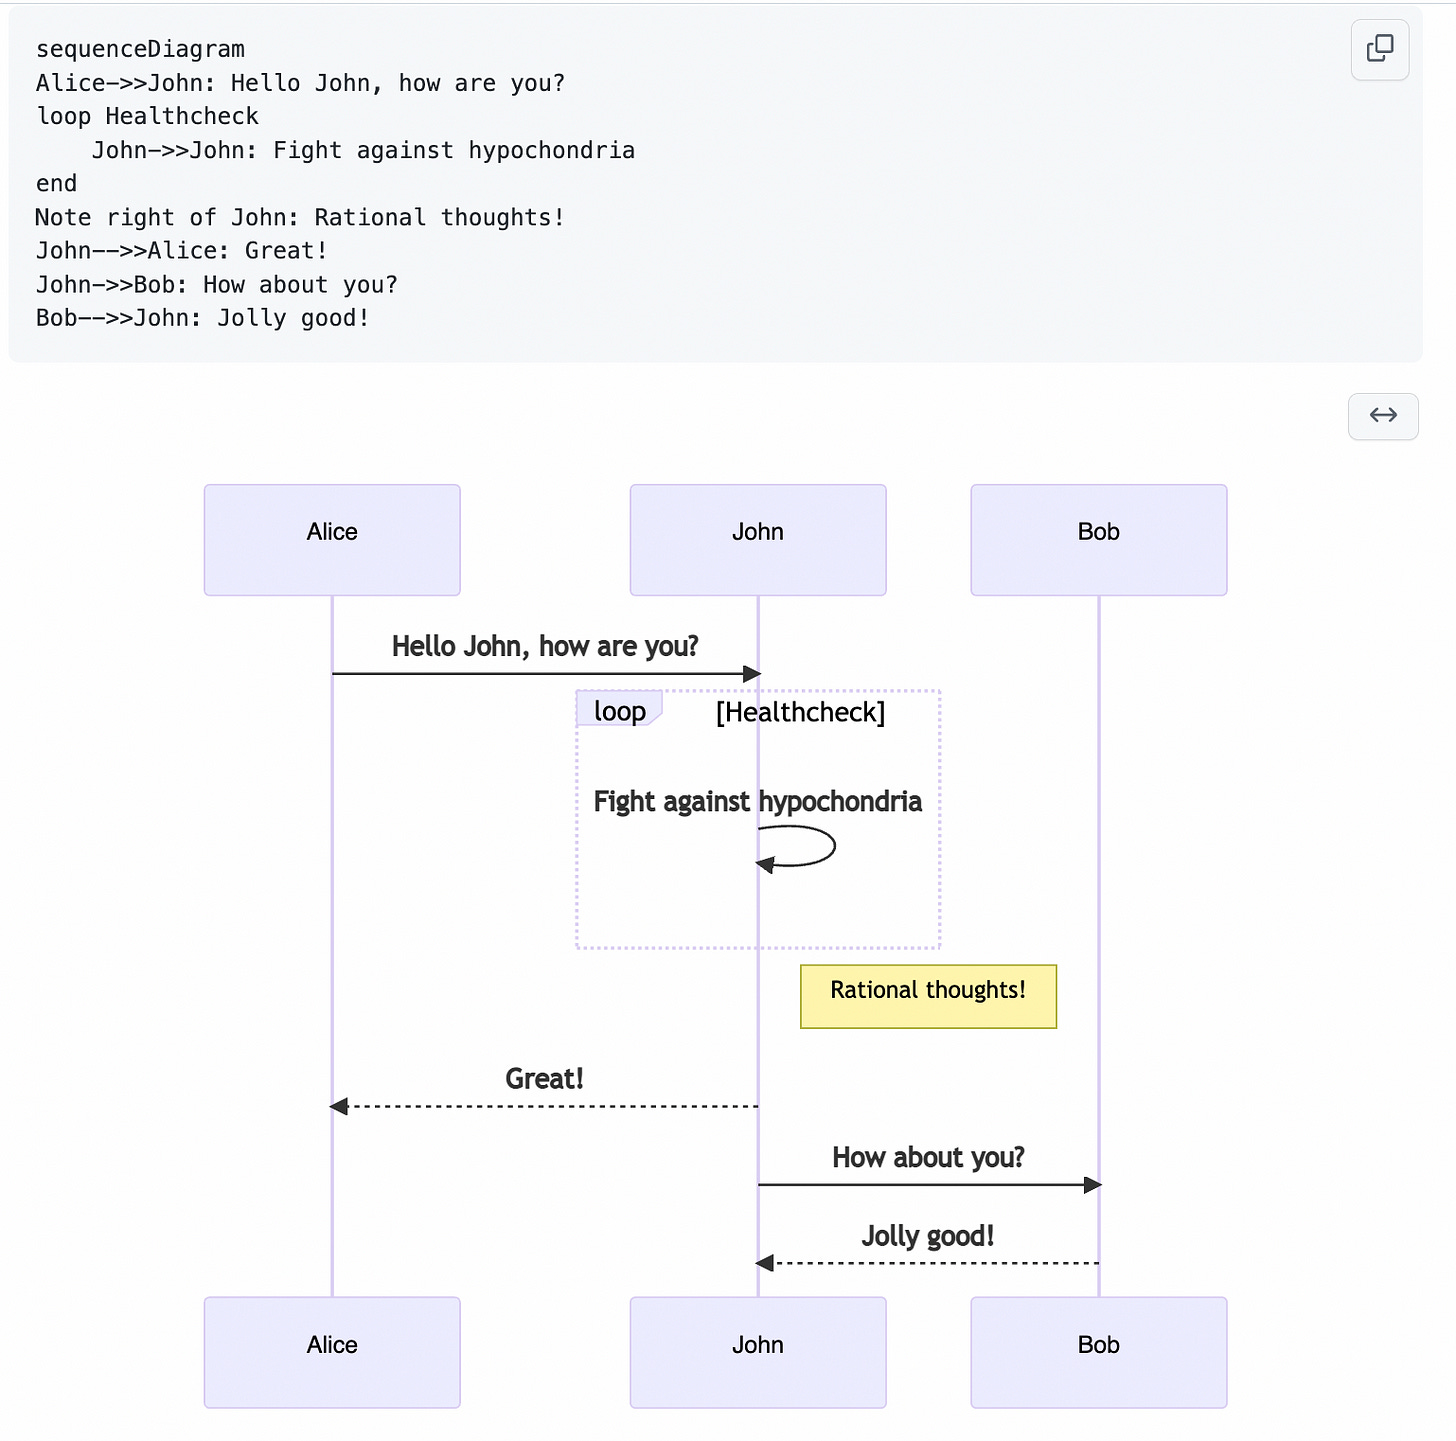 sequenceDiagram
Alice->>John: Hello John, how are you?
loop Healthcheck
    John->>John: Fight against hypochondria
end
Note right of John: Rational thoughts!
John-->>Alice: Great!
John->>Bob: How about you?
Bob-->>John: Jolly good!
Alice John Bob
Hello John, how are you?
loop [Healthcheck]
Fight against hypochondria
Rational thoughts!
Great!
How about you?
Jolly good!
Alice John Bob